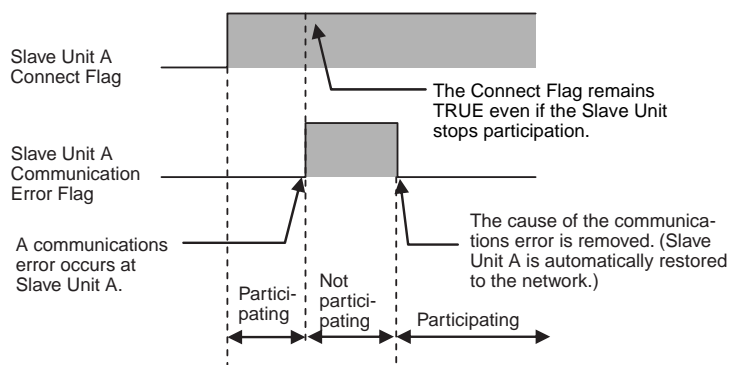 Slave Unit A
Connect Flag
The Connect Flag remains
TRUE even if the Slave Unit
stops participation.
Slave Unit A
Communication
Error Flag
A communications
error occurs at
Slave Unit A.
The cause of the communica-
tions error is removed. (Slave
Unit A is automatically restored
to the network.)
Partici-
pating
Not
partici-
pating
Participating